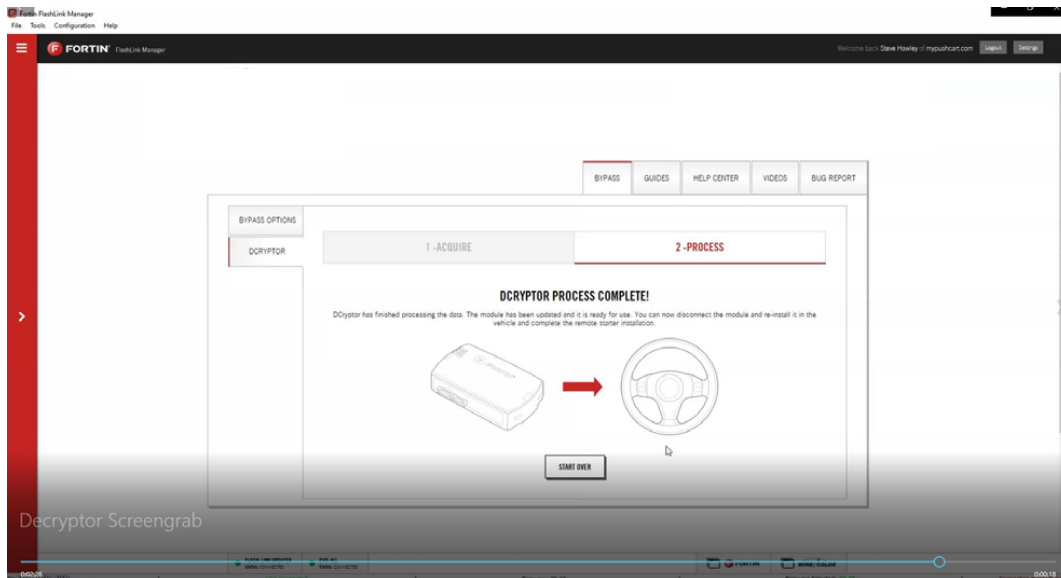 Fortin FlashLink Manager
File Tools Configuration Help
FORTIN FlashLink Manager
Welcome back Steve Hawley of mypushcart.com Logout Settings
BYPASS GUIDES HELP CENTER VIDEOS BUG REPORT
BYPASS OPTIONS
DCRYPTOR
1 -ACQUIRE
2 -PROCESS
DCRYPTOR PROCESS COMPLETE!
DCryptor has finished processing the data. The module has been updated and it is ready for use. You can now disconnect the module and re-install it in the
vehicle and complete the remote starter installation.
START OVER
Decryptor Screengrab
FORTIN
WIRE/COLOR
0:02:26
0:00:18